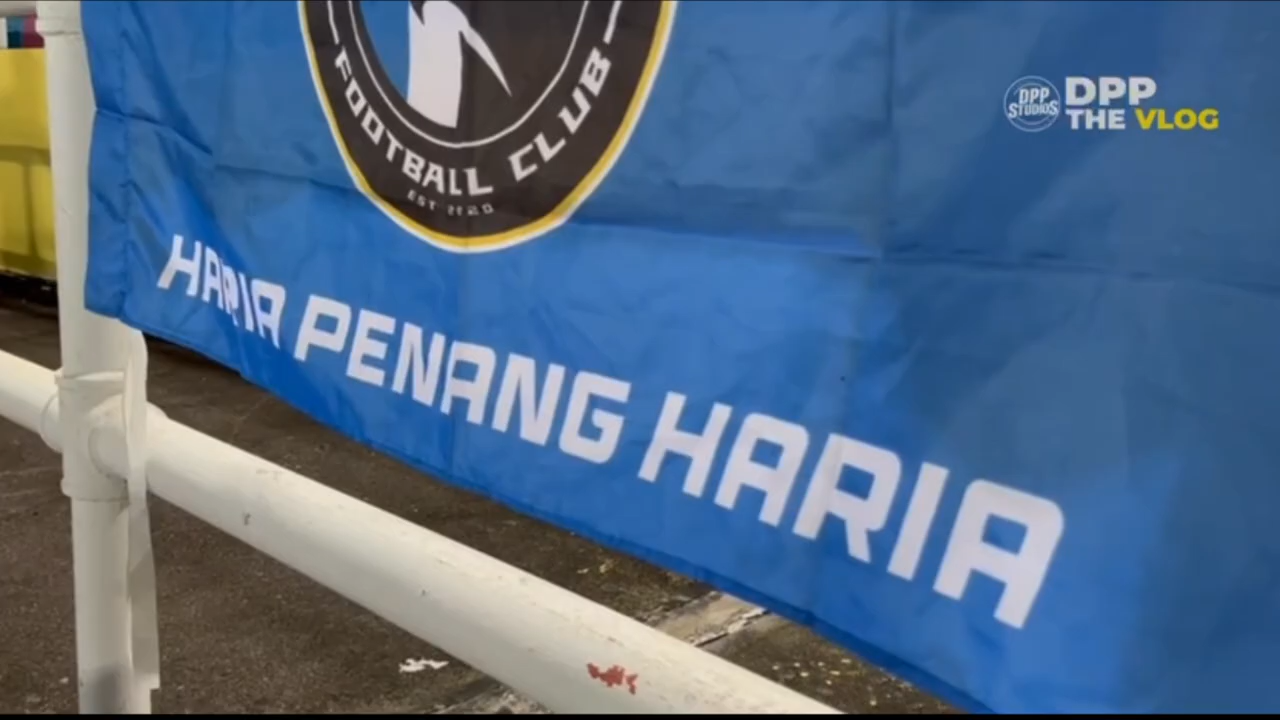 FOOTBALL CLUB
DPP
STUDIOS
DPP
THE VLOG
HARIA PENANG HARIA